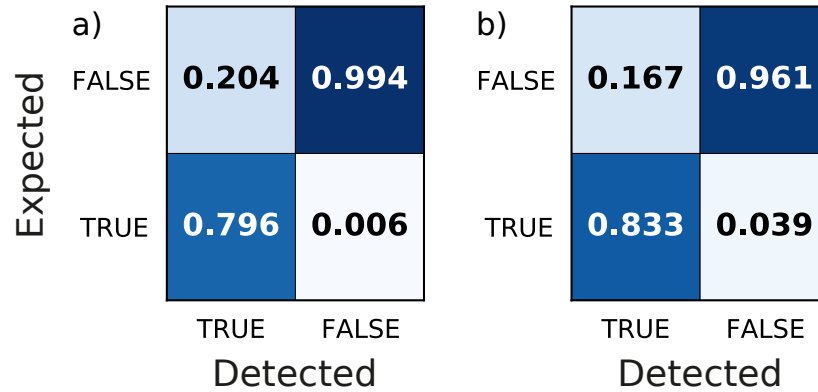 a)
Expected
FALSE
0.204 0.994
TRUE
0.796 0.006
TRUE FALSE
Detected
b)
FALSE
0.167 0.961
TRUE
0.833 0.039
TRUE FALSE
Detected